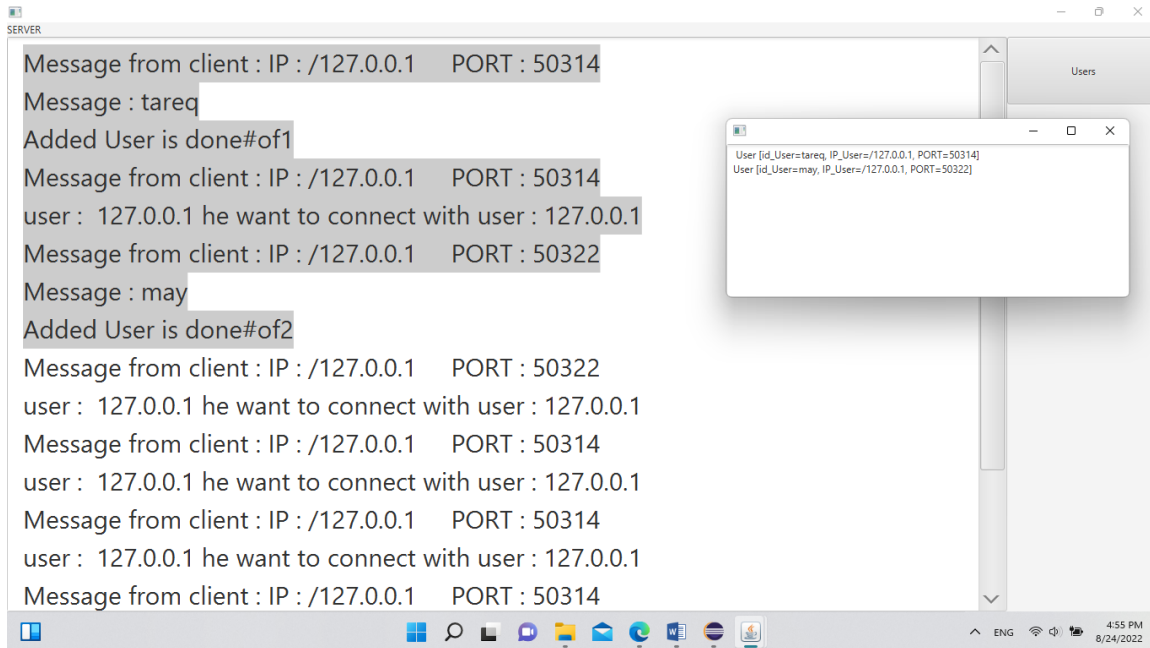 SERVER
Message from client : IP : /127.0.0.1 PORT : 50314
Message : tareq
Added User is done#of1
Message from client : IP : /127.0.0.1 PORT : 50314
user : 127.0.0.1 he want to connect with user : 127.0.0.1
Message from client : IP : /127.0.0.1 PORT : 50322
Message : may
Added User is done#of2
Message from client : IP : /127.0.0.1 PORT : 50322
user : 127.0.0.1 he want to connect with user : 127.0.0.1
Message from client : IP : /127.0.0.1 PORT : 50314
user : 127.0.0.1 he want to connect with user : 127.0.0.1
Message from client : IP : /127.0.0.1 PORT : 50314
user : 127.0.0.1 he want to connect with user : 127.0.0.1
Message from client : IP : /127.0.0.1 PORT : 50314
Users
User [id_User=tareq, IP_User=/127.0.0.1, PORT=50314]
User [id_User=may, IP_User=/127.0.0.1, PORT=50322]
ENG
4:55 PM
8/24/2022